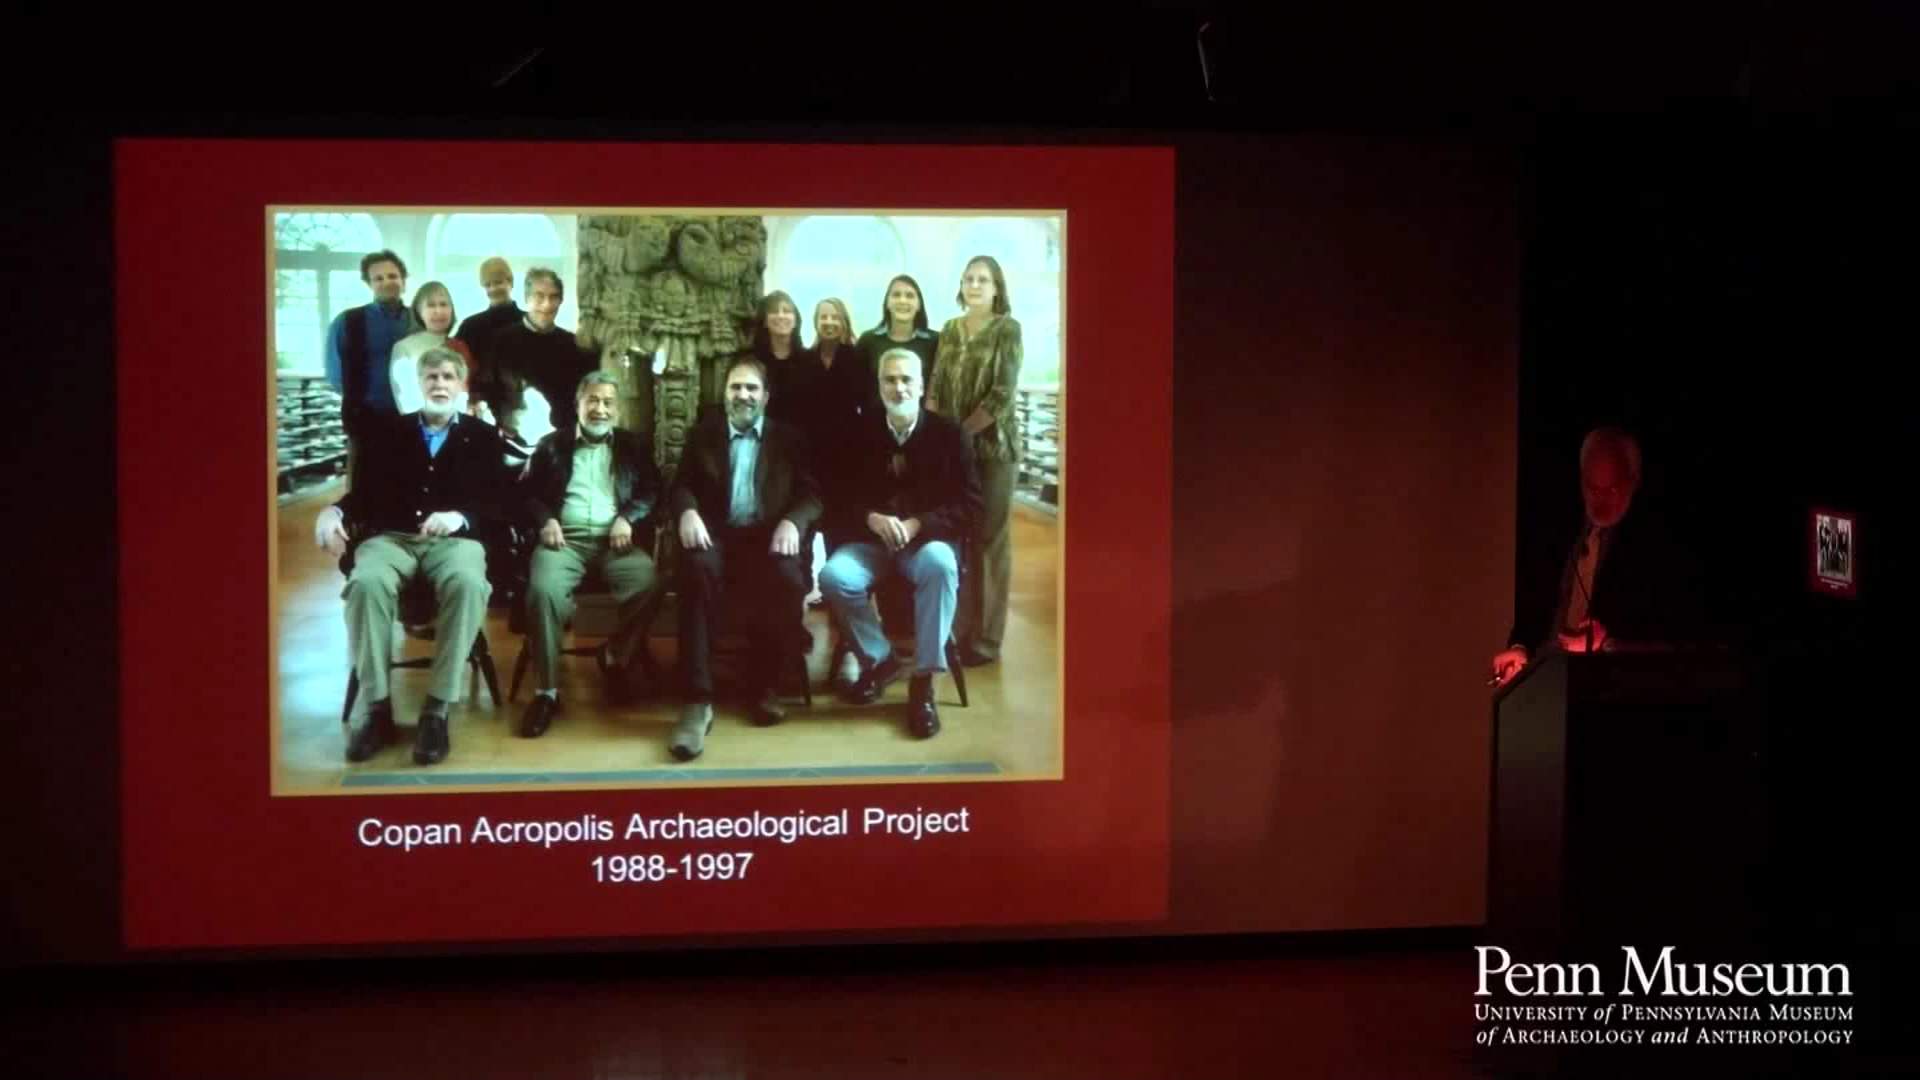 Copan Acropolis Archaeological Project
1988-1997
Penn Museum
University of Pennsylvania Museum
of Archaeology and Anthropology